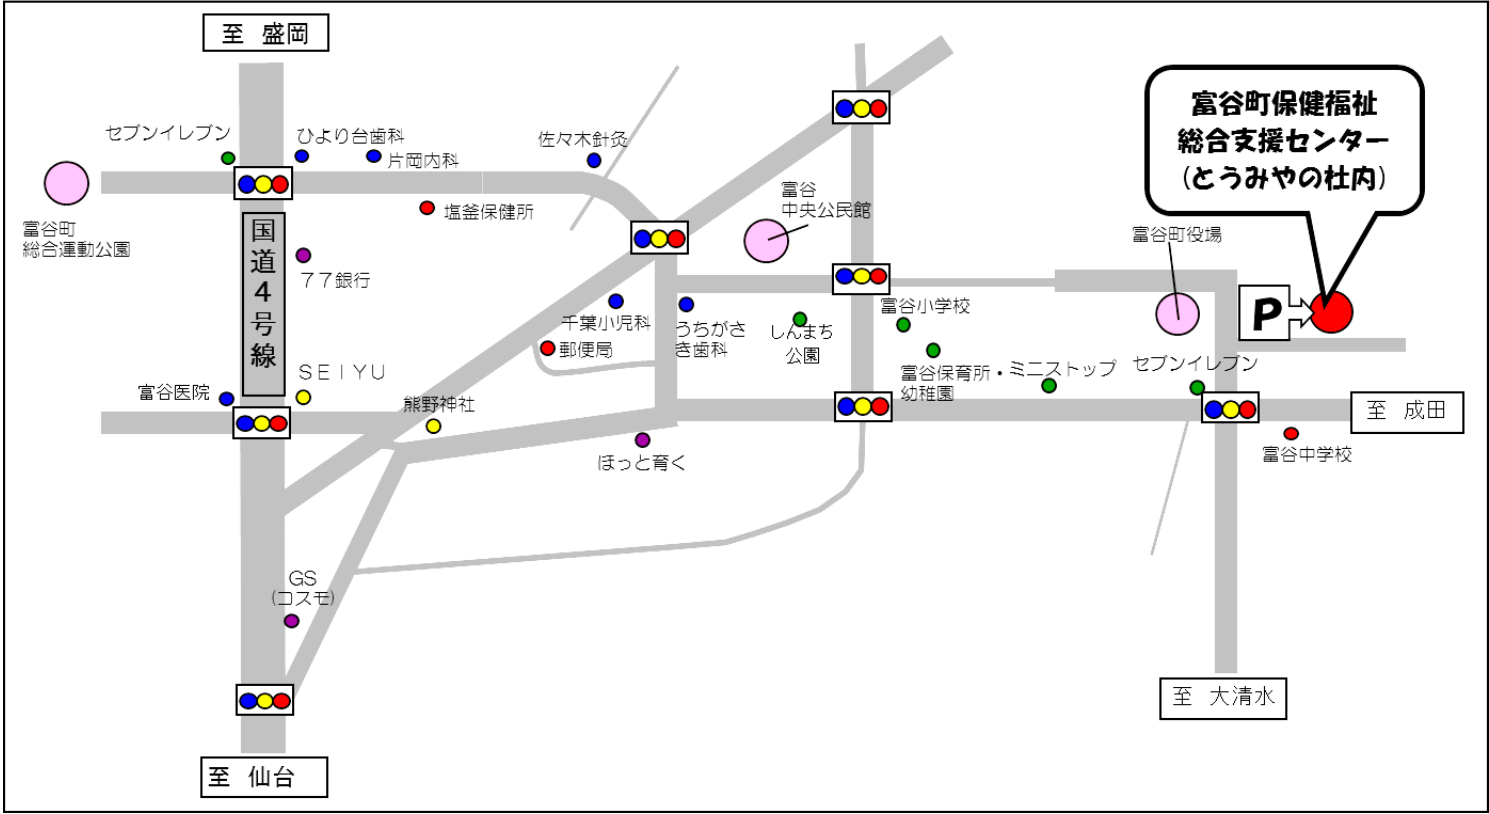 至 盛岡
富谷町保健福祉
総合支援センター
(とうみやの杜内)
セブンイレブン
ひより台歯科
片岡内科
佐々木針灸
富谷
中央公民館
富谷町
総合運動公園
塩釜保健所
富谷町役場
国道4号線
77銀行
P
千葉小児科
うちがさ
き歯科
しんまち
公園
富谷小学校
郵便局
富谷保育所・
幼稚園
ミニストップ
セブンイレブン
富谷医院
SEIYU
熊野神社
至 成田
ほっと育く
富谷中学校
GS
(コスモ)
至 大清水
至 仙台